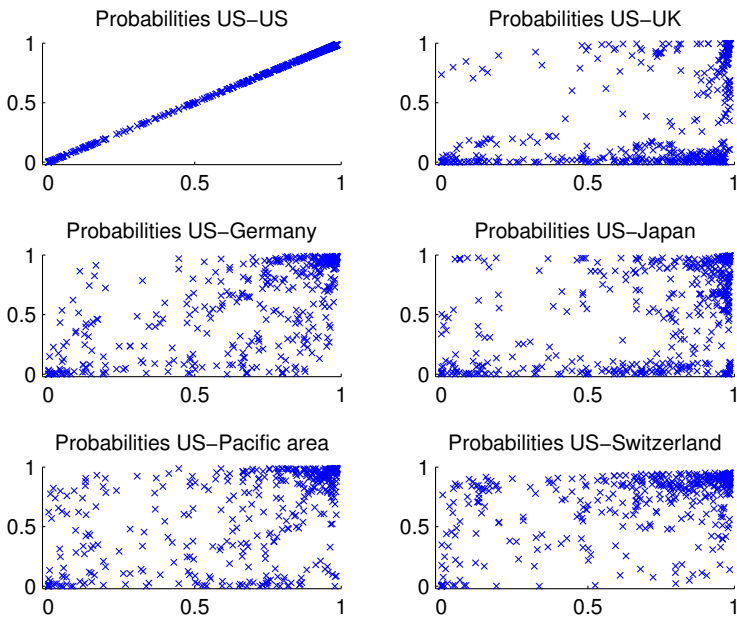 Probabilities US−US
1
0.5
0
0 0.5 1
Probabilities US−UK
1
0.5
0
0 0.5 1
Probabilities US−Germany
1
0.5
0
0 0.5 1
Probabilities US−Japan
1
0.5
0
0 0.5 1
Probabilities US−Pacific area
1
0.5
0
0 0.5 1
Probabilities US−Switzerland
1
0.5
0
0 0.5 1